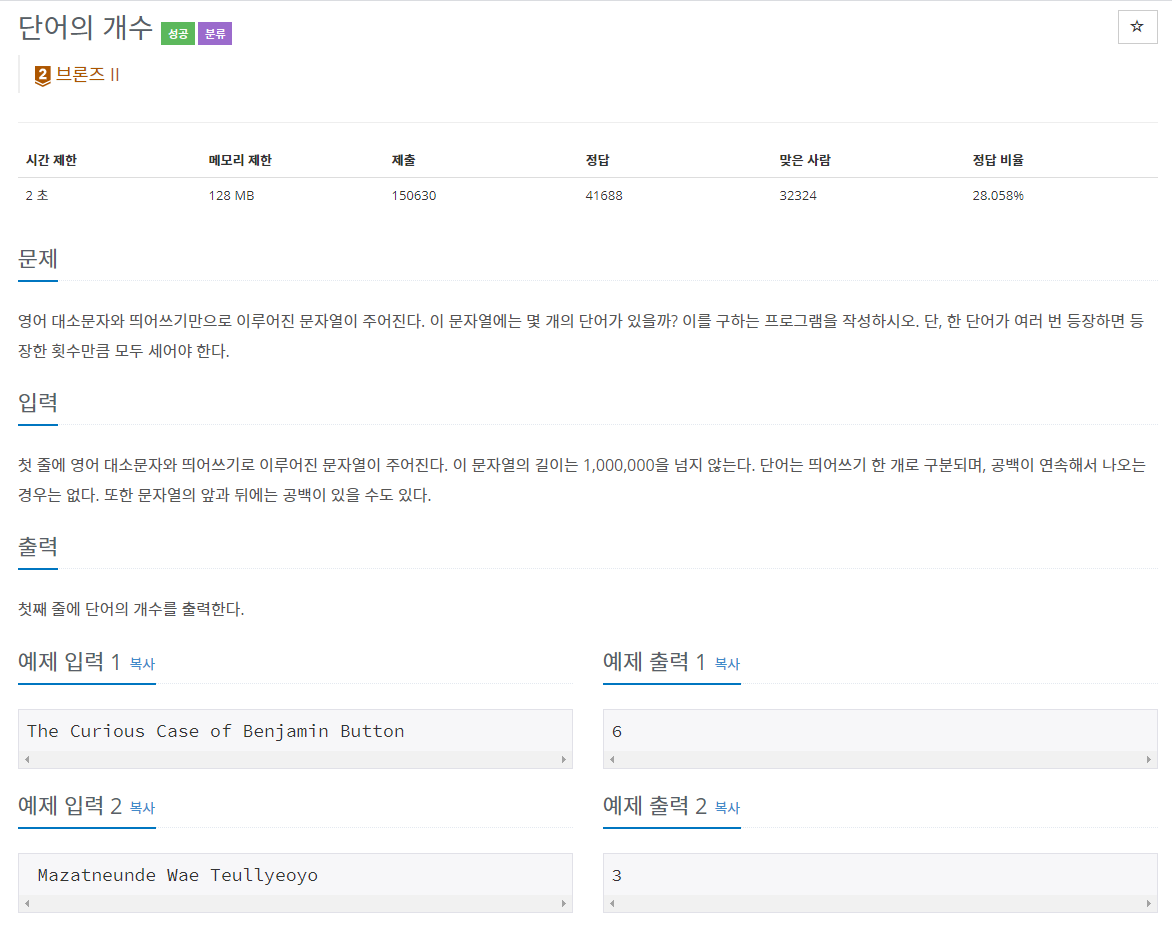 단어의 개수 성공 분류
☆
2 브론즈 II
시간 제한 메모리 제한 제출 정답 맞은 사람 정답 비율
2 초 128 MB 150630 41688 32324 28.058%
문제
영어 대소문자와 띄어쓰기만으로 이루어진 문자열이 주어진다. 이 문자열에는 몇 개의 단어가 있을까? 이를 구하는 프로그램을 작성하시오. 단, 한 단어가 여러 번 등장하면 등
장한 횟수만큼 모두 세어야 한다.
입력
첫 줄에 영어 대소문자와 띄어쓰기로 이루어진 문자열이 주어진다. 이 문자열의 길이는 1,000,000을 넘지 않는다. 단어는 띄어쓰기 한 개로 구분되며, 공백이 연속해서 나오는
경우는 없다. 또한 문자열의 앞과 뒤에는 공백이 있을 수도 있다.
출력
첫째 줄에 단어의 개수를 출력한다.
예제 입력 1 복사
예제 출력 1 복사
The Curious Case of Benjamin Button
6
예제 입력 2 복사
예제 출력 2 복사
Mazatneunde Wae Teullyeoyo
3